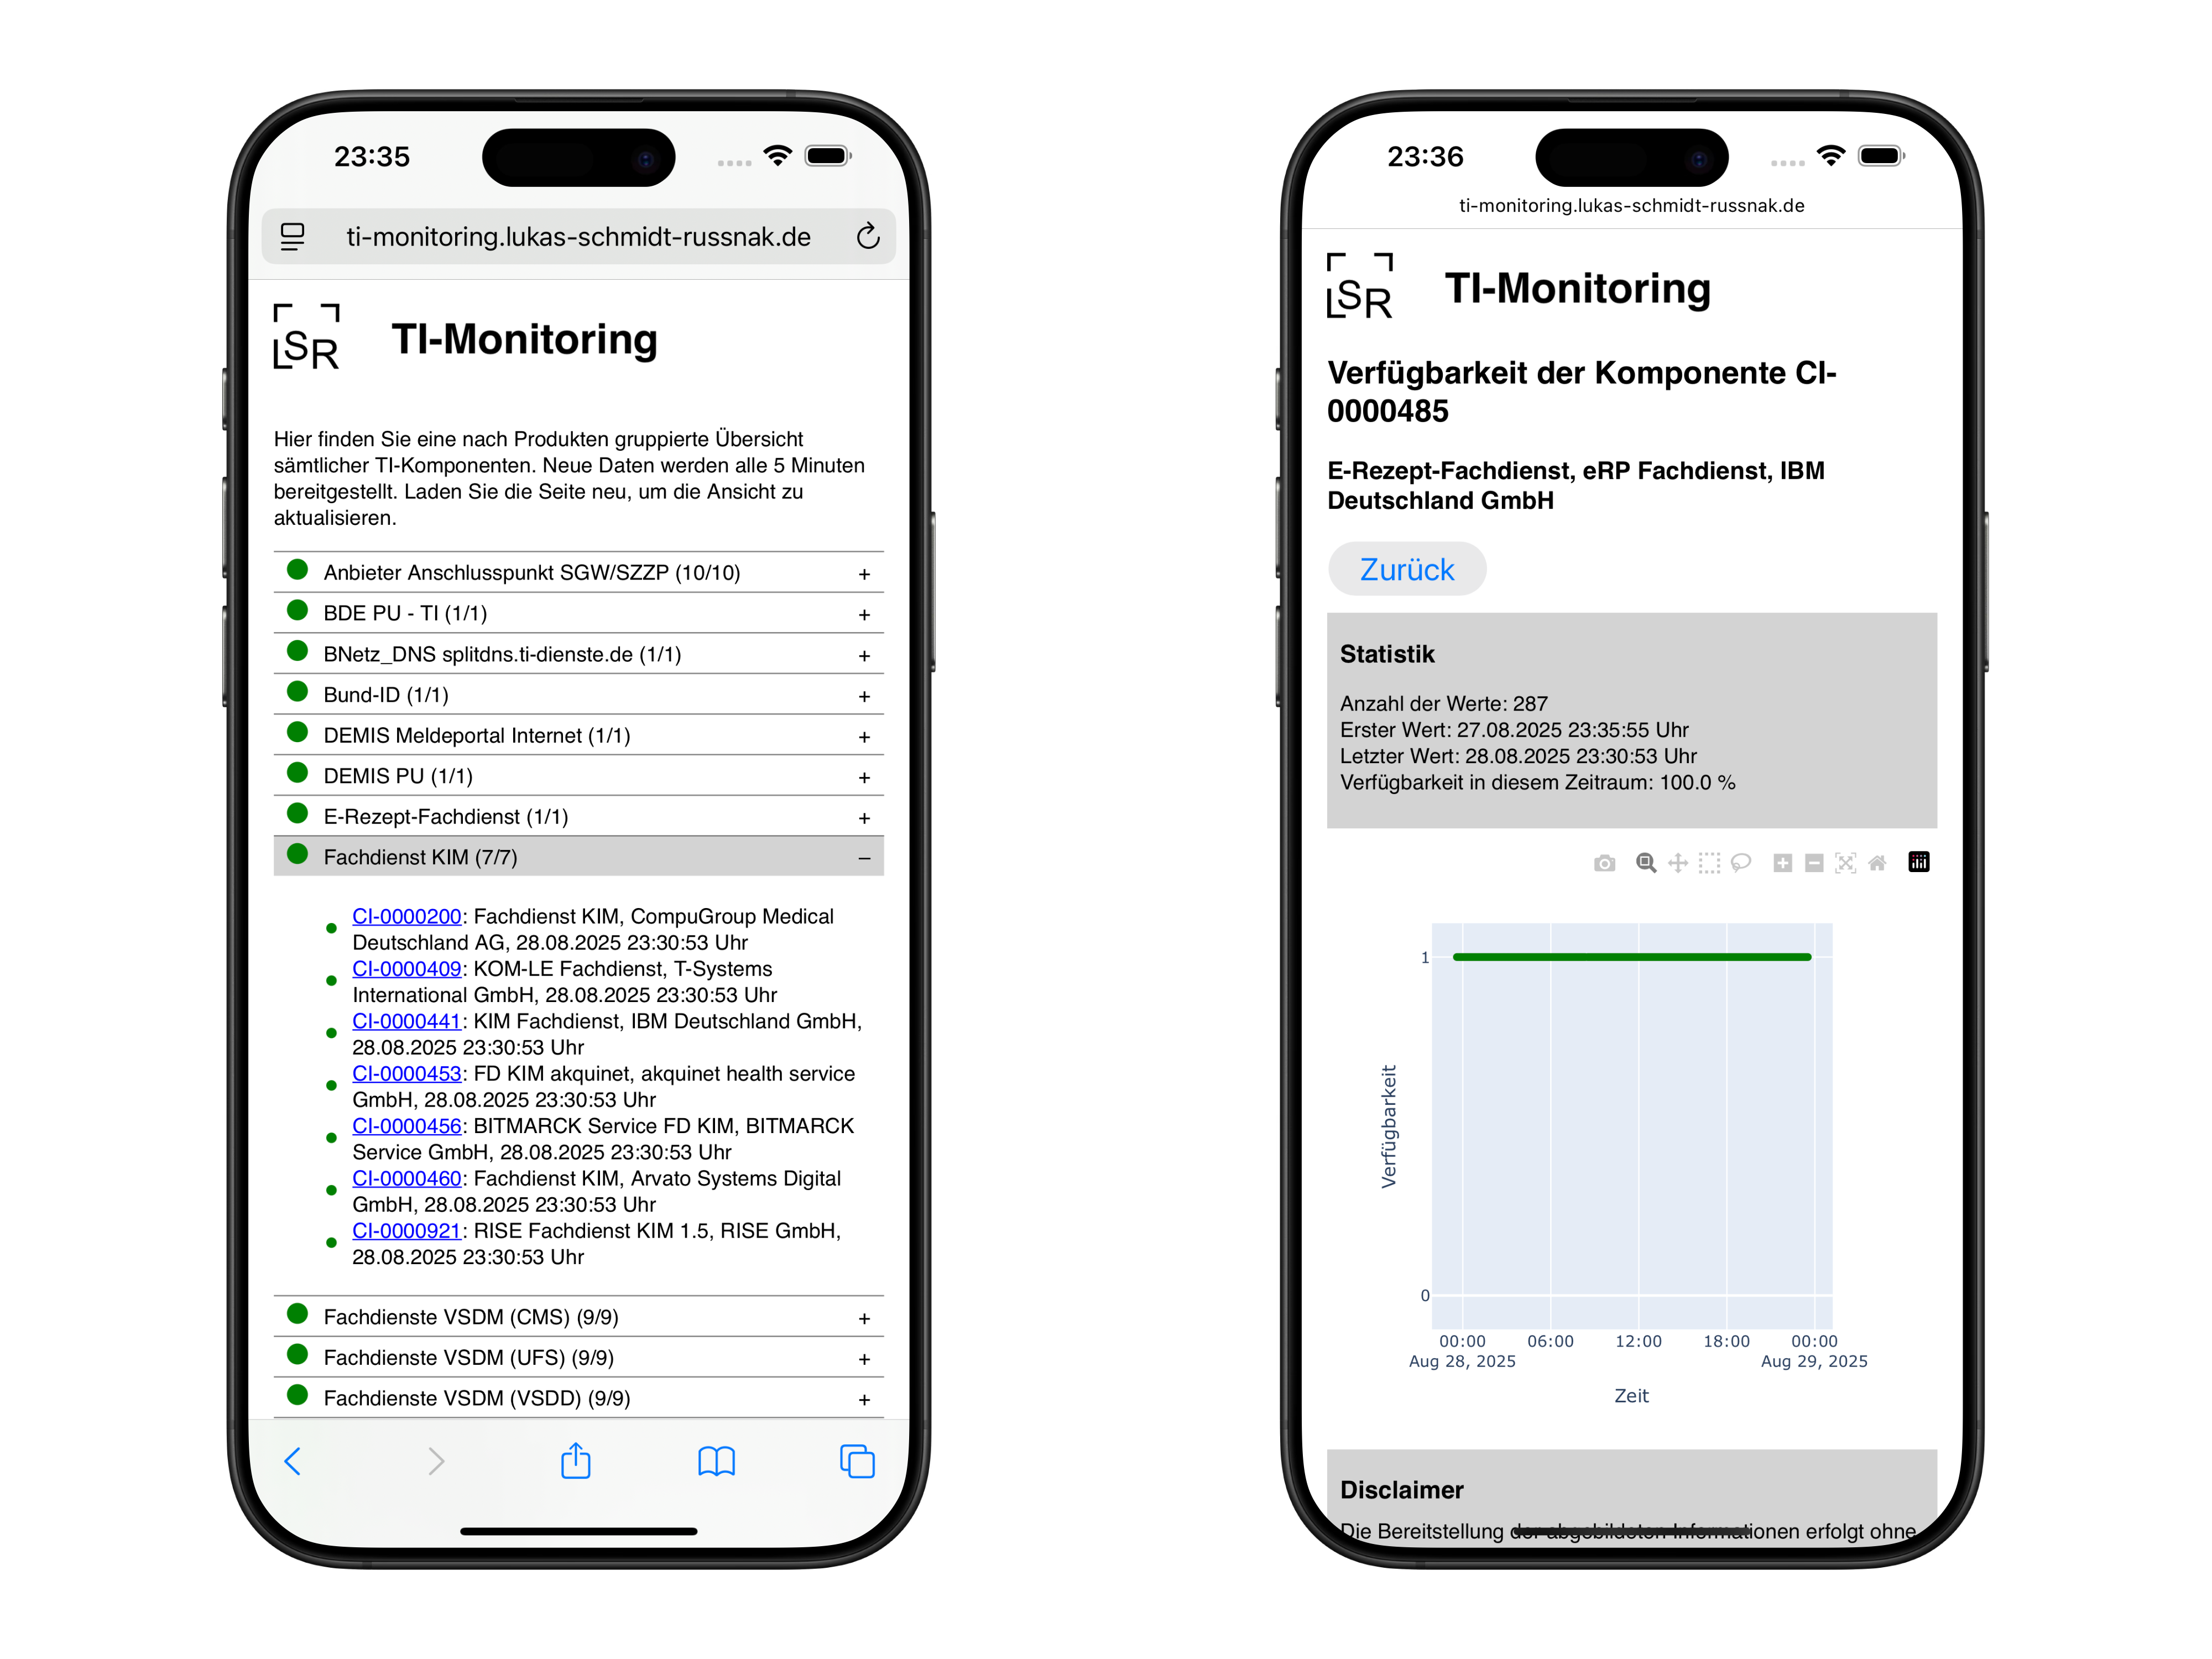 23:35
ti-monitoring.lukas-schmidt-russnak.de
LSR
TI-Monitoring
Hier finden Sie eine nach Produkten gruppierte Übersicht
sämtlicher TI-Komponenten. Neue Daten werden alle 5 Minuten
bereitgestellt. Laden Sie die Seite neu, um die Ansicht zu
aktualisieren.
Anbieter Anschlusspunkt SGW/SZZP (10/10) +
BDE PU - TI (1/1) +
BNetz_DNS splitdns.ti-dienste.de (1/1) +
Bund-ID (1/1) +
DEMIS Meldeportal Internet (1/1) +
DEMIS PU (1/1) +
E-Rezept-Fachdienst (1/1) +
Fachdienst KIM (7/7) –
CI-0000200: Fachdienst KIM, CompuGroup Medical
Deutschland AG, 28.08.2025 23:30:53 Uhr
CI-0000409: KOM-LE Fachdienst, T-Systems
International GmbH, 28.08.2025 23:30:53 Uhr
CI-0000441: KIM Fachdienst, IBM Deutschland GmbH,
28.08.2025 23:30:53 Uhr
CI-0000453: FD KIM akquinet, akquinet health service
GmbH, 28.08.2025 23:30:53 Uhr
CI-0000456: BITMARCK Service FD KIM, BITMARCK
Service GmbH, 28.08.2025 23:30:53 Uhr
CI-0000460: Fachdienst KIM, Arvato Systems Digital
GmbH, 28.08.2025 23:30:53 Uhr
CI-0000921: RISE Fachdienst KIM 1.5, RISE GmbH,
28.08.2025 23:30:53 Uhr
Fachdienste VSDM (CMS) (9/9) +
Fachdienste VSDM (UFS) (9/9) +
Fachdienste VSDM (VSDD) (9/9) +
23:36
ti-monitoring.lukas-schmidt-russnak.de
LSR
TI-Monitoring
Verfügbarkeit der Komponente CI-
0000485
E-Rezept-Fachdienst, eRP Fachdienst, IBM
Deutschland GmbH
Zurück
Statistik
Anzahl der Werte: 287
Erster Wert: 27.08.2025 23:35:55 Uhr
Letzter Wert: 28.08.2025 23:30:53 Uhr
Verfügbarkeit in diesem Zeitraum: 100.0 %
1
Verfügbarkeit
0
00:00 06:00 12:00 18:00 00:00
Aug 28, 2025 Aug 29, 2025
Zeit
Disclaimer
Die Bereitstellung der abgebildeten Informationen erfolgt ohne